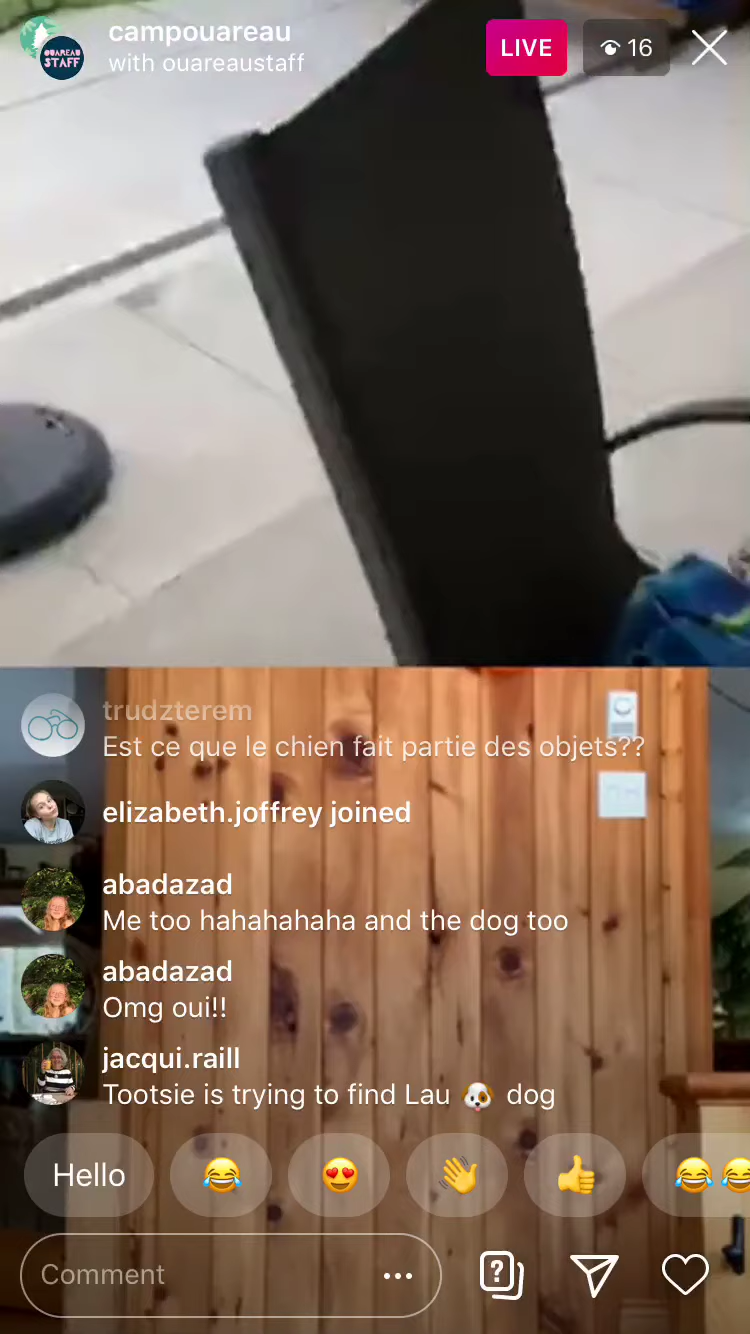 campouareau
with ouareaustaff
OUAREAU
STAFF
LIVE
16
trudzterem
Est ce que le chien fait partie des objets??
elizabeth.joffrey joined
abadazad
Me too hahahahaha and the dog too
abadazad
Omg oui!!
jacqui.raill
Tootsie is trying to find Lau 🐶 dog
Hello 😂 😍 👋 👍 😂😂
Comment